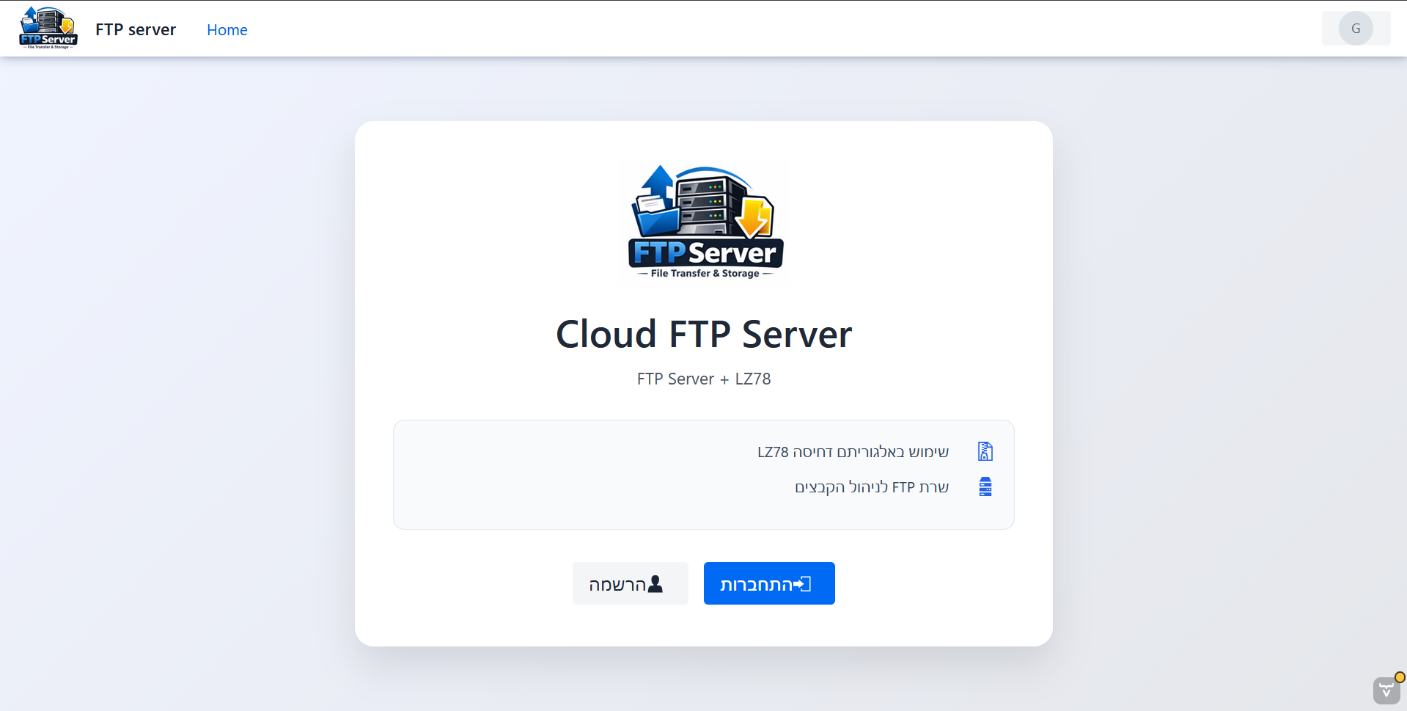 FTP Server
File Transfer & Storage
FTP server
Home
G
FTP Server
File Transfer & Storage
Cloud FTP Server
FTP Server + LZ78
שימוש באלגוריתם דחיסה LZ78
שרת FTP לניהול הקבצים
התחברות
הרשמה